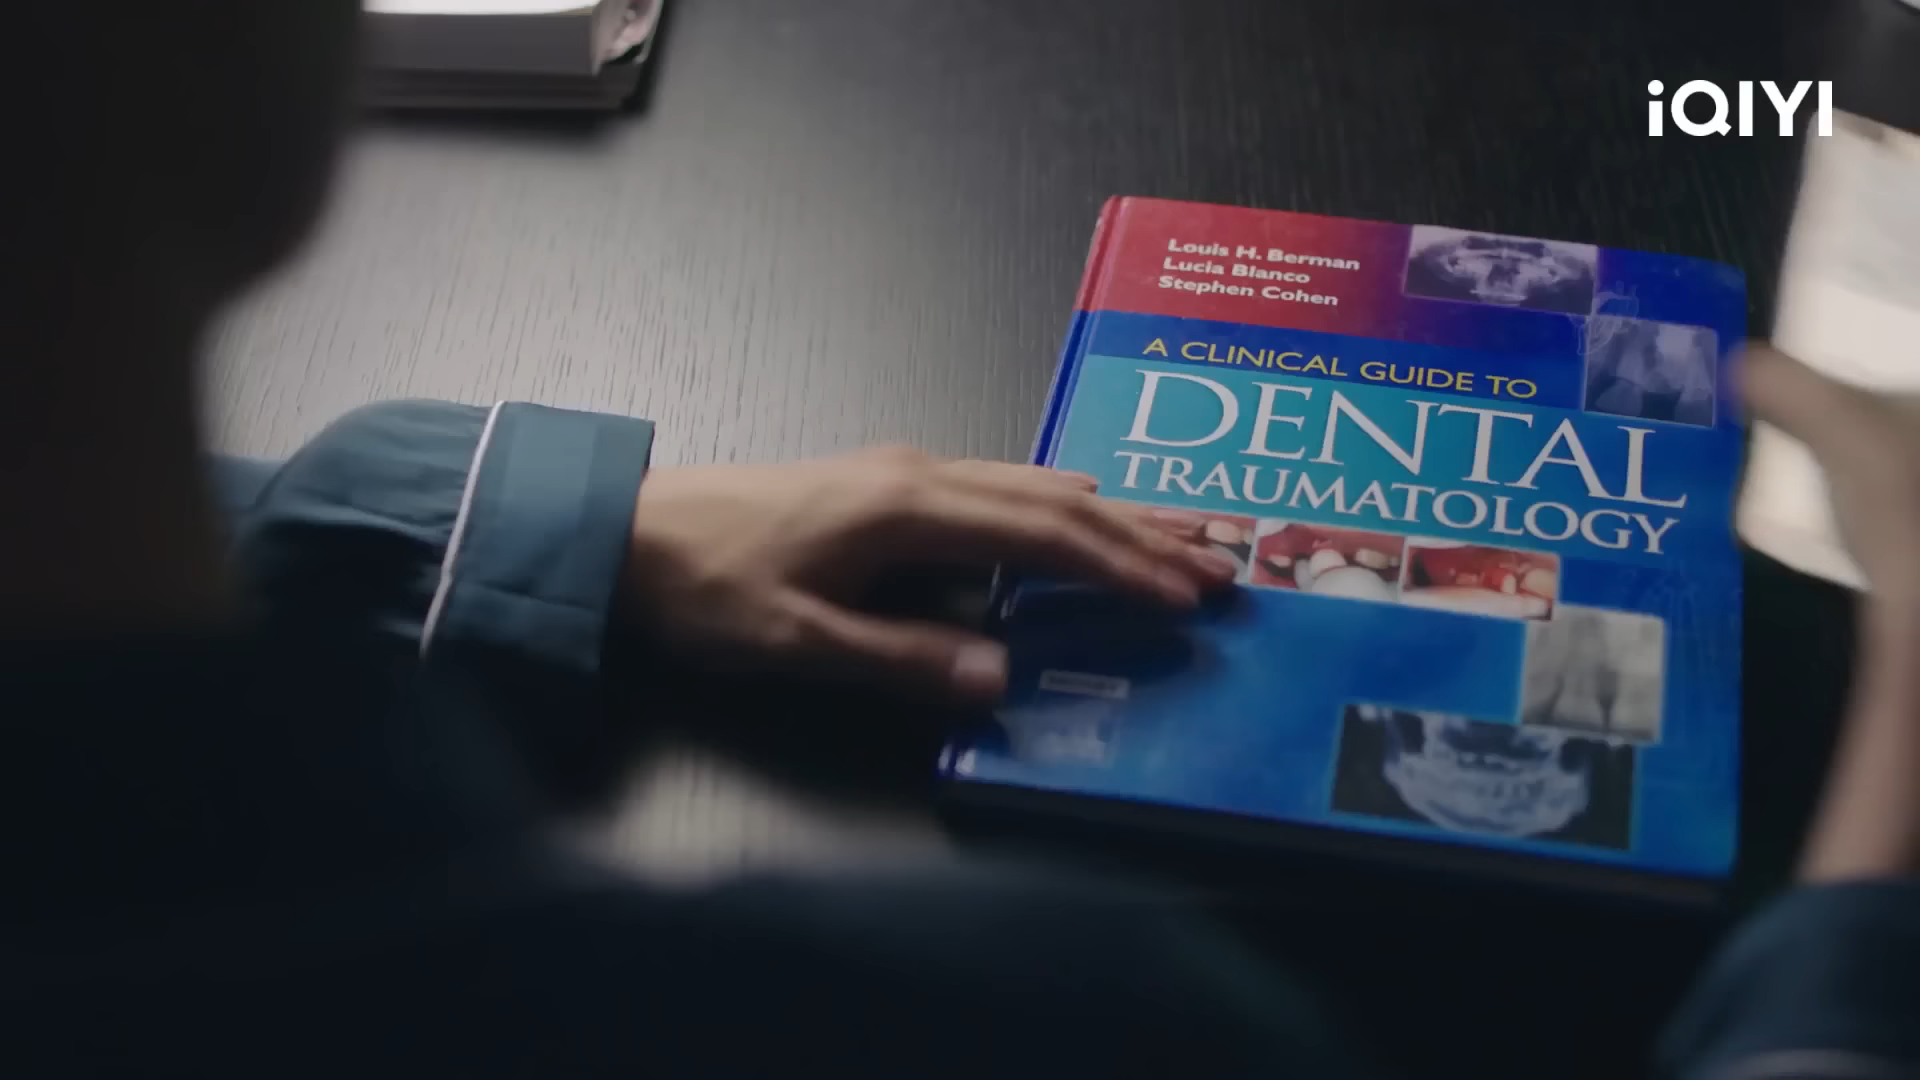 iQIYI
Louis H. Berman
Lucia Blanco
Stephen Cohen
A CLINICAL GUIDE TO
DENTAL
TRAUMATOLOGY